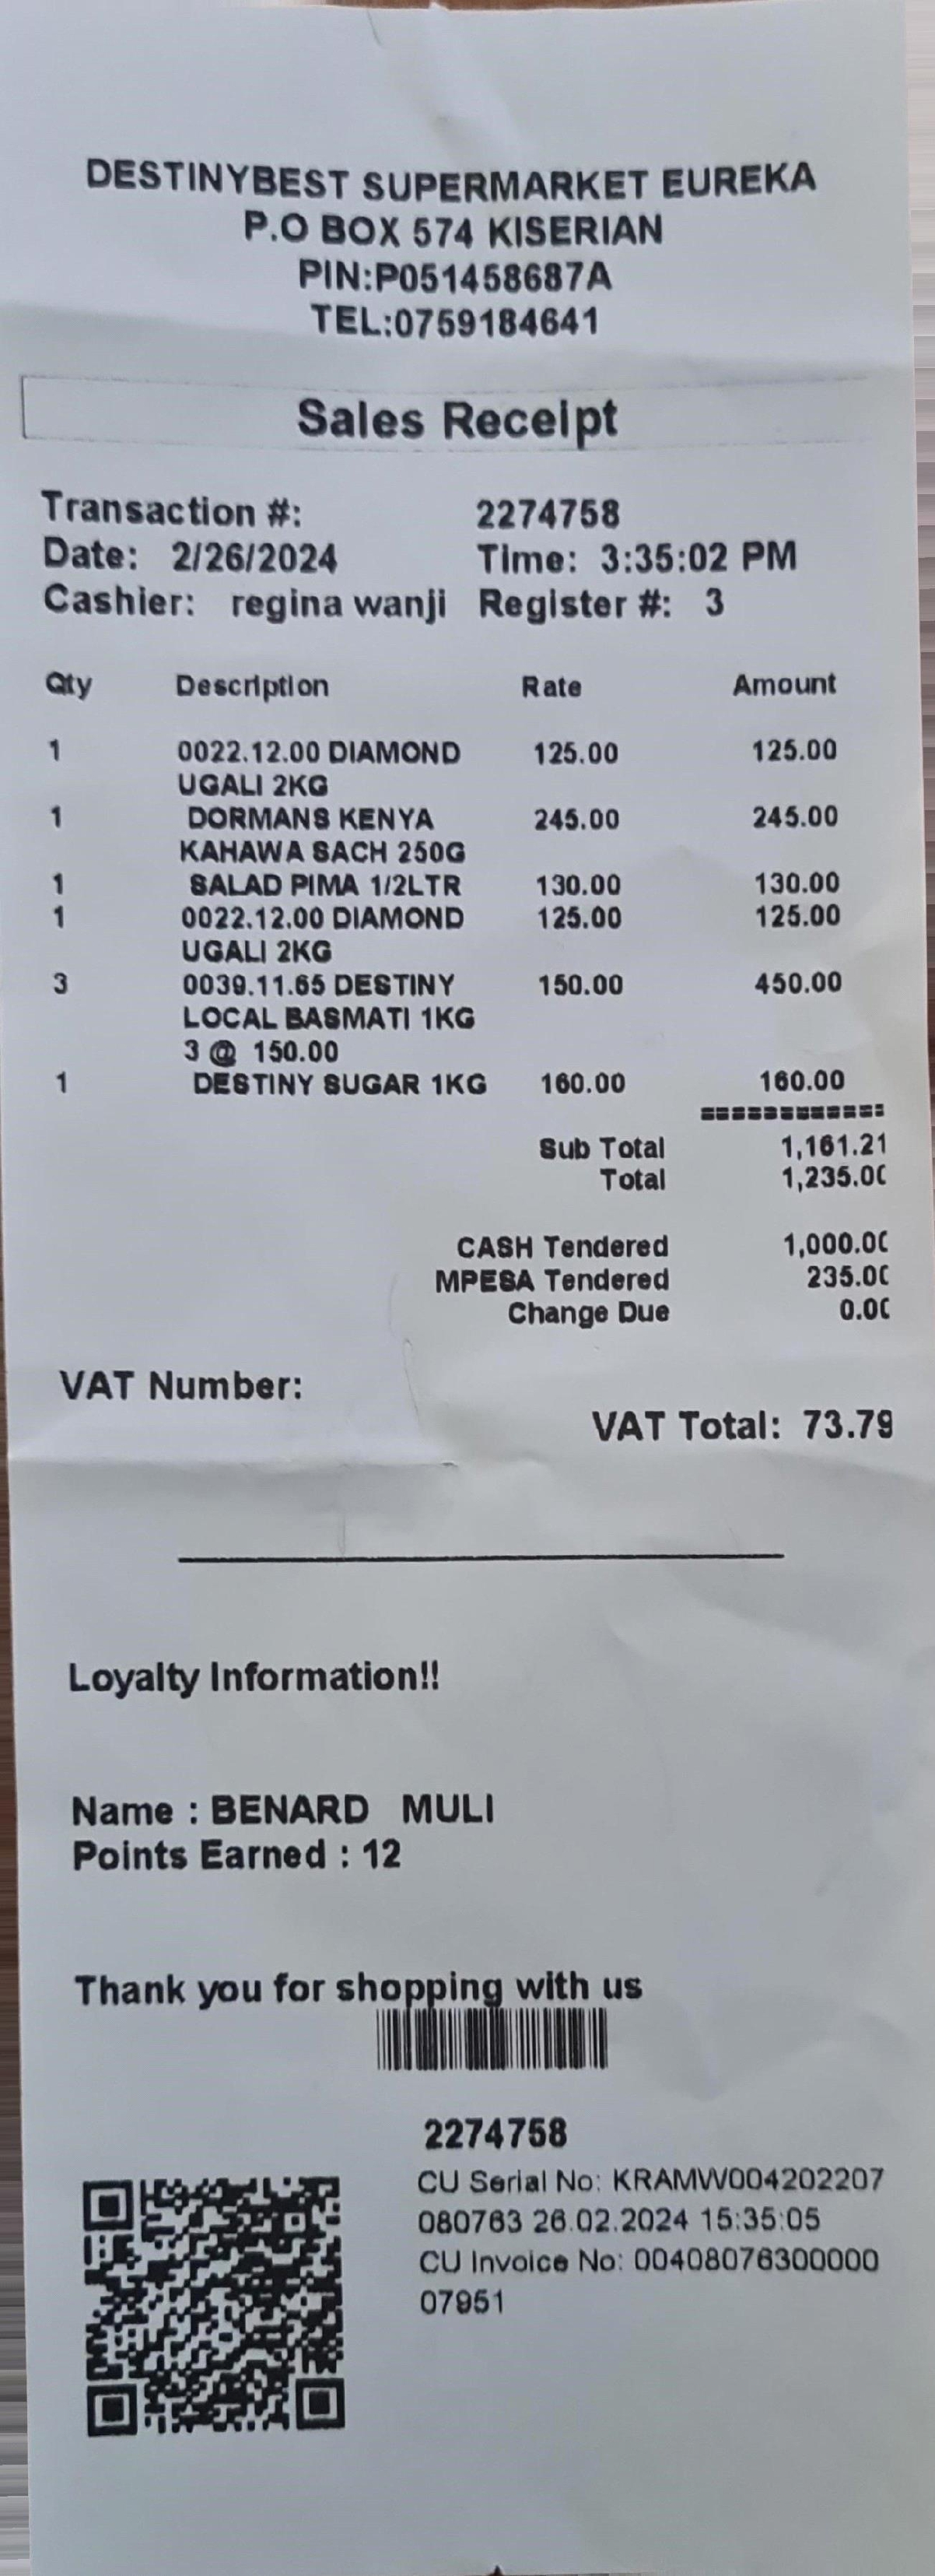 DESTINYBEST SUPERMARKET EUREKA
P.O BOX 574 KISERIAN
PIN:P051458687A
TEL:0759184641
Sales Receipt
Transaction #: 2274758
Date: 2/26/2024 Time: 3:35:02 PM
Cashier: regina wanji Register #: 3
Qty Description Rate Amount
1 0022.12.00 DIAMOND 125.00 125.00
UGALI 2KG
1 DORMANS KENYA 245.00 245.00
KAHAWA SACH 250G
1 SALAD PIMA 1/2LTR 130.00 130.00
1 0022.12.00 DIAMOND 125.00 125.00
UGALI 2KG
3 0039.11.65 DESTINY 150.00 450.00
LOCAL BASMATI 1KG
3 @ 150.00
1 DESTINY SUGAR 1KG 160.00 160.00
============
Sub Total 1,161.21
Total 1,235.00
CASH Tendered 1,000.00
MPESA Tendered 235.00
Change Due 0.00
VAT Number:
VAT Total: 73.79
Loyalty Information!!
Name : BENARD MULI
Points Earned : 12
Thank you for shopping with us
2274758
CU Serial No: KRAMW004202207
080763 26.02.2024 15:35:05
CU Invoice No: 00408076300000
07951